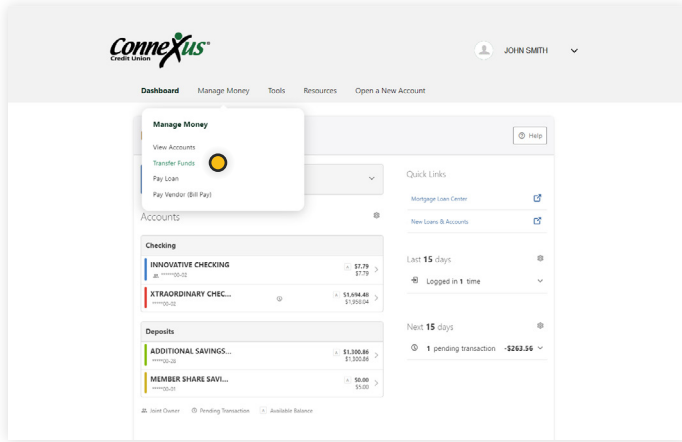 Connexus
Credit Union
JOHN SMITH
Dashboard Manage Money Tools Resources Open a New Account
Manage Money
View Accounts
Transfer Funds
Pay Loan
Pay Vendor (Bill Pay)
Help
Quick Links
Mortgage Loan Center
New Loans & Accounts
Accounts
Checking
INNOVATIVE CHECKING $7.79
*****00-02 $7.79
XTRAORDINARY CHEC... $1,694.48
*****00-02 $1,958.04
Deposits
ADDITIONAL SAVINGS... $1,300.86
*****00-26 $1,300.86
MEMBER SHARE SAVI... $0.00
*****00-01 $5.00
Joint Owner Pending Transaction Available Balance
Last 15 days
Logged in 1 time
Next 15 days
1 pending transaction -$263.56